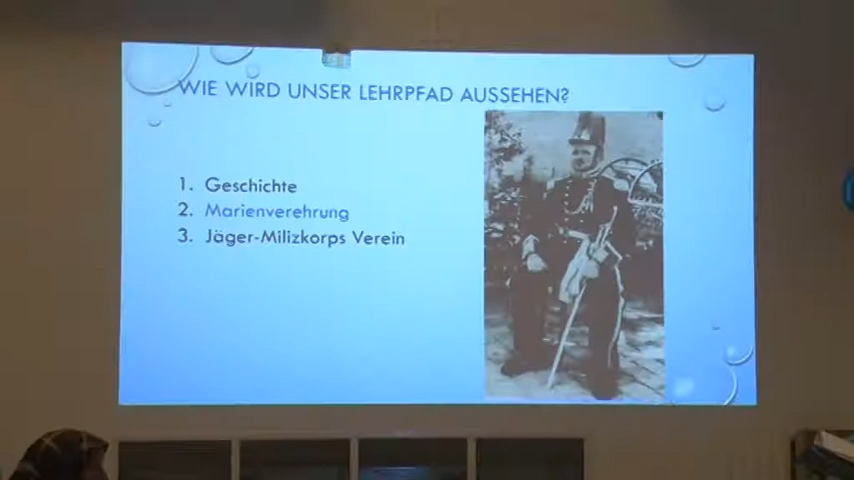 WIE WIRD UNSER LEHRPFAD AUSSEHEN?
1. Geschichte
2. Marienverehrung
3. Jäger-Milizkorps Verein